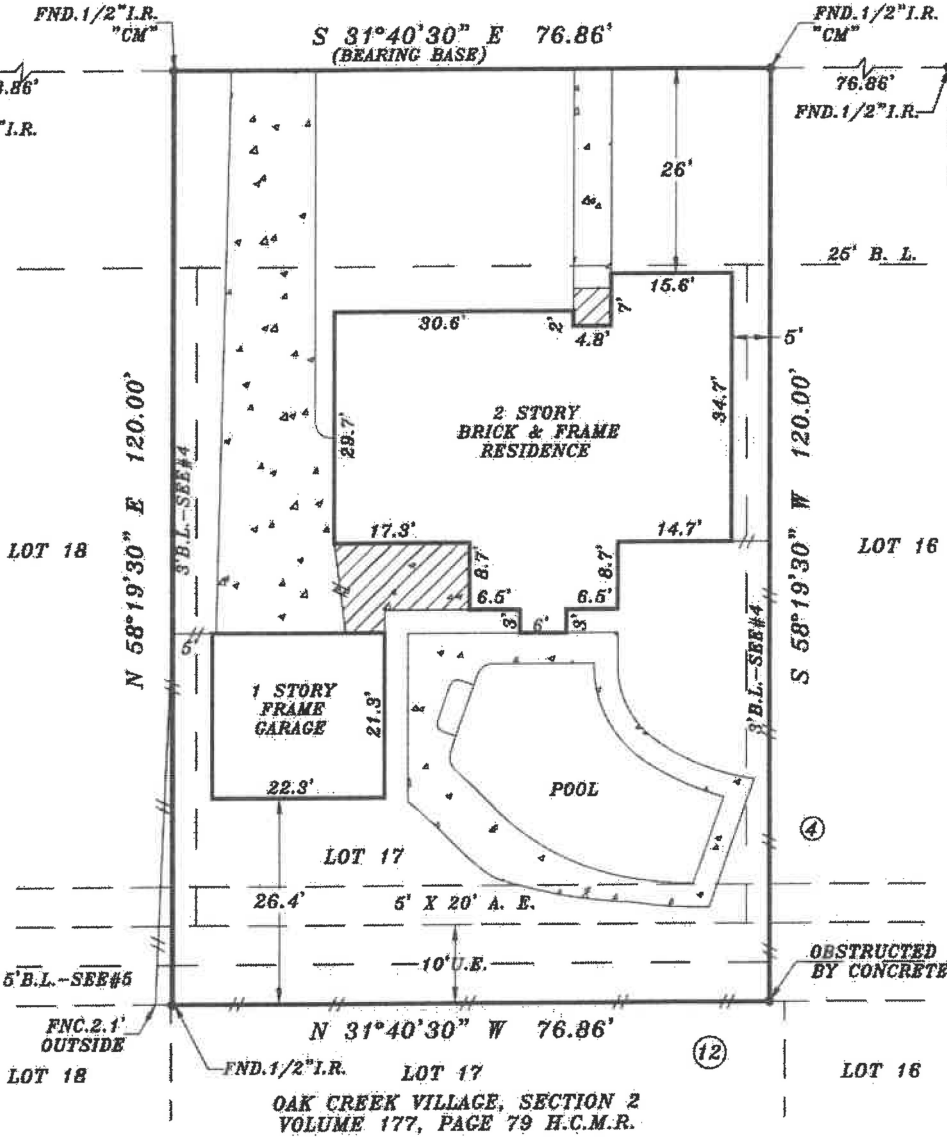 FND.1/2"I.R.
"CM"
S 31°40'30" E 76.86'
(BEARING BASE)
FND.1/2"I.R.
"CM"
76.86'
FND.1/2"I.R.
"I.R.
26'
25' B. L.
15.6'
30.6'
2'
7'
4.8'
5'
N 58°19'30" E 120.00'
3'B.L.-SEE#4
29.7'
2 STORY
BRICK & FRAME
RESIDENCE
34.7'
S 58°19'30" W 120.00'
LOT 18
17.3'
14.7'
LOT 16
8.7'
8.7'
6.5'
6.5'
3'
6'
3'
5'
1 STORY
FRAME
GARAGE
21.3'
22.3'
POOL
3'B.L.-SEE#4
4
LOT 17
26.4'
5' X 20' A. E.
10'U.E.
5'B.L.-SEE#5
OBSTRUCTED
BY CONCRETE
FNC.2.1'
OUTSIDE
N 31°40'30" W 76.86'
12
LOT 18
FND.1/2"I.R.
LOT 17
LOT 16
OAK CREEK VILLAGE, SECTION 2
VOLUME 177, PAGE 79 H.C.M.R.